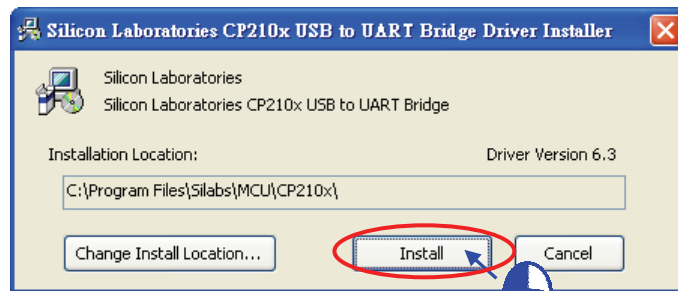 Silicon Laboratories CP210x USB to UART Bridge Driver Installer
Silicon Laboratories
Silicon Laboratories CP210x USB to UART Bridge
Installation Location:
Driver Version 6.3
C:\Program Files\Silabs\MCU\CP210x\
Change Install Location...
Install
Cancel